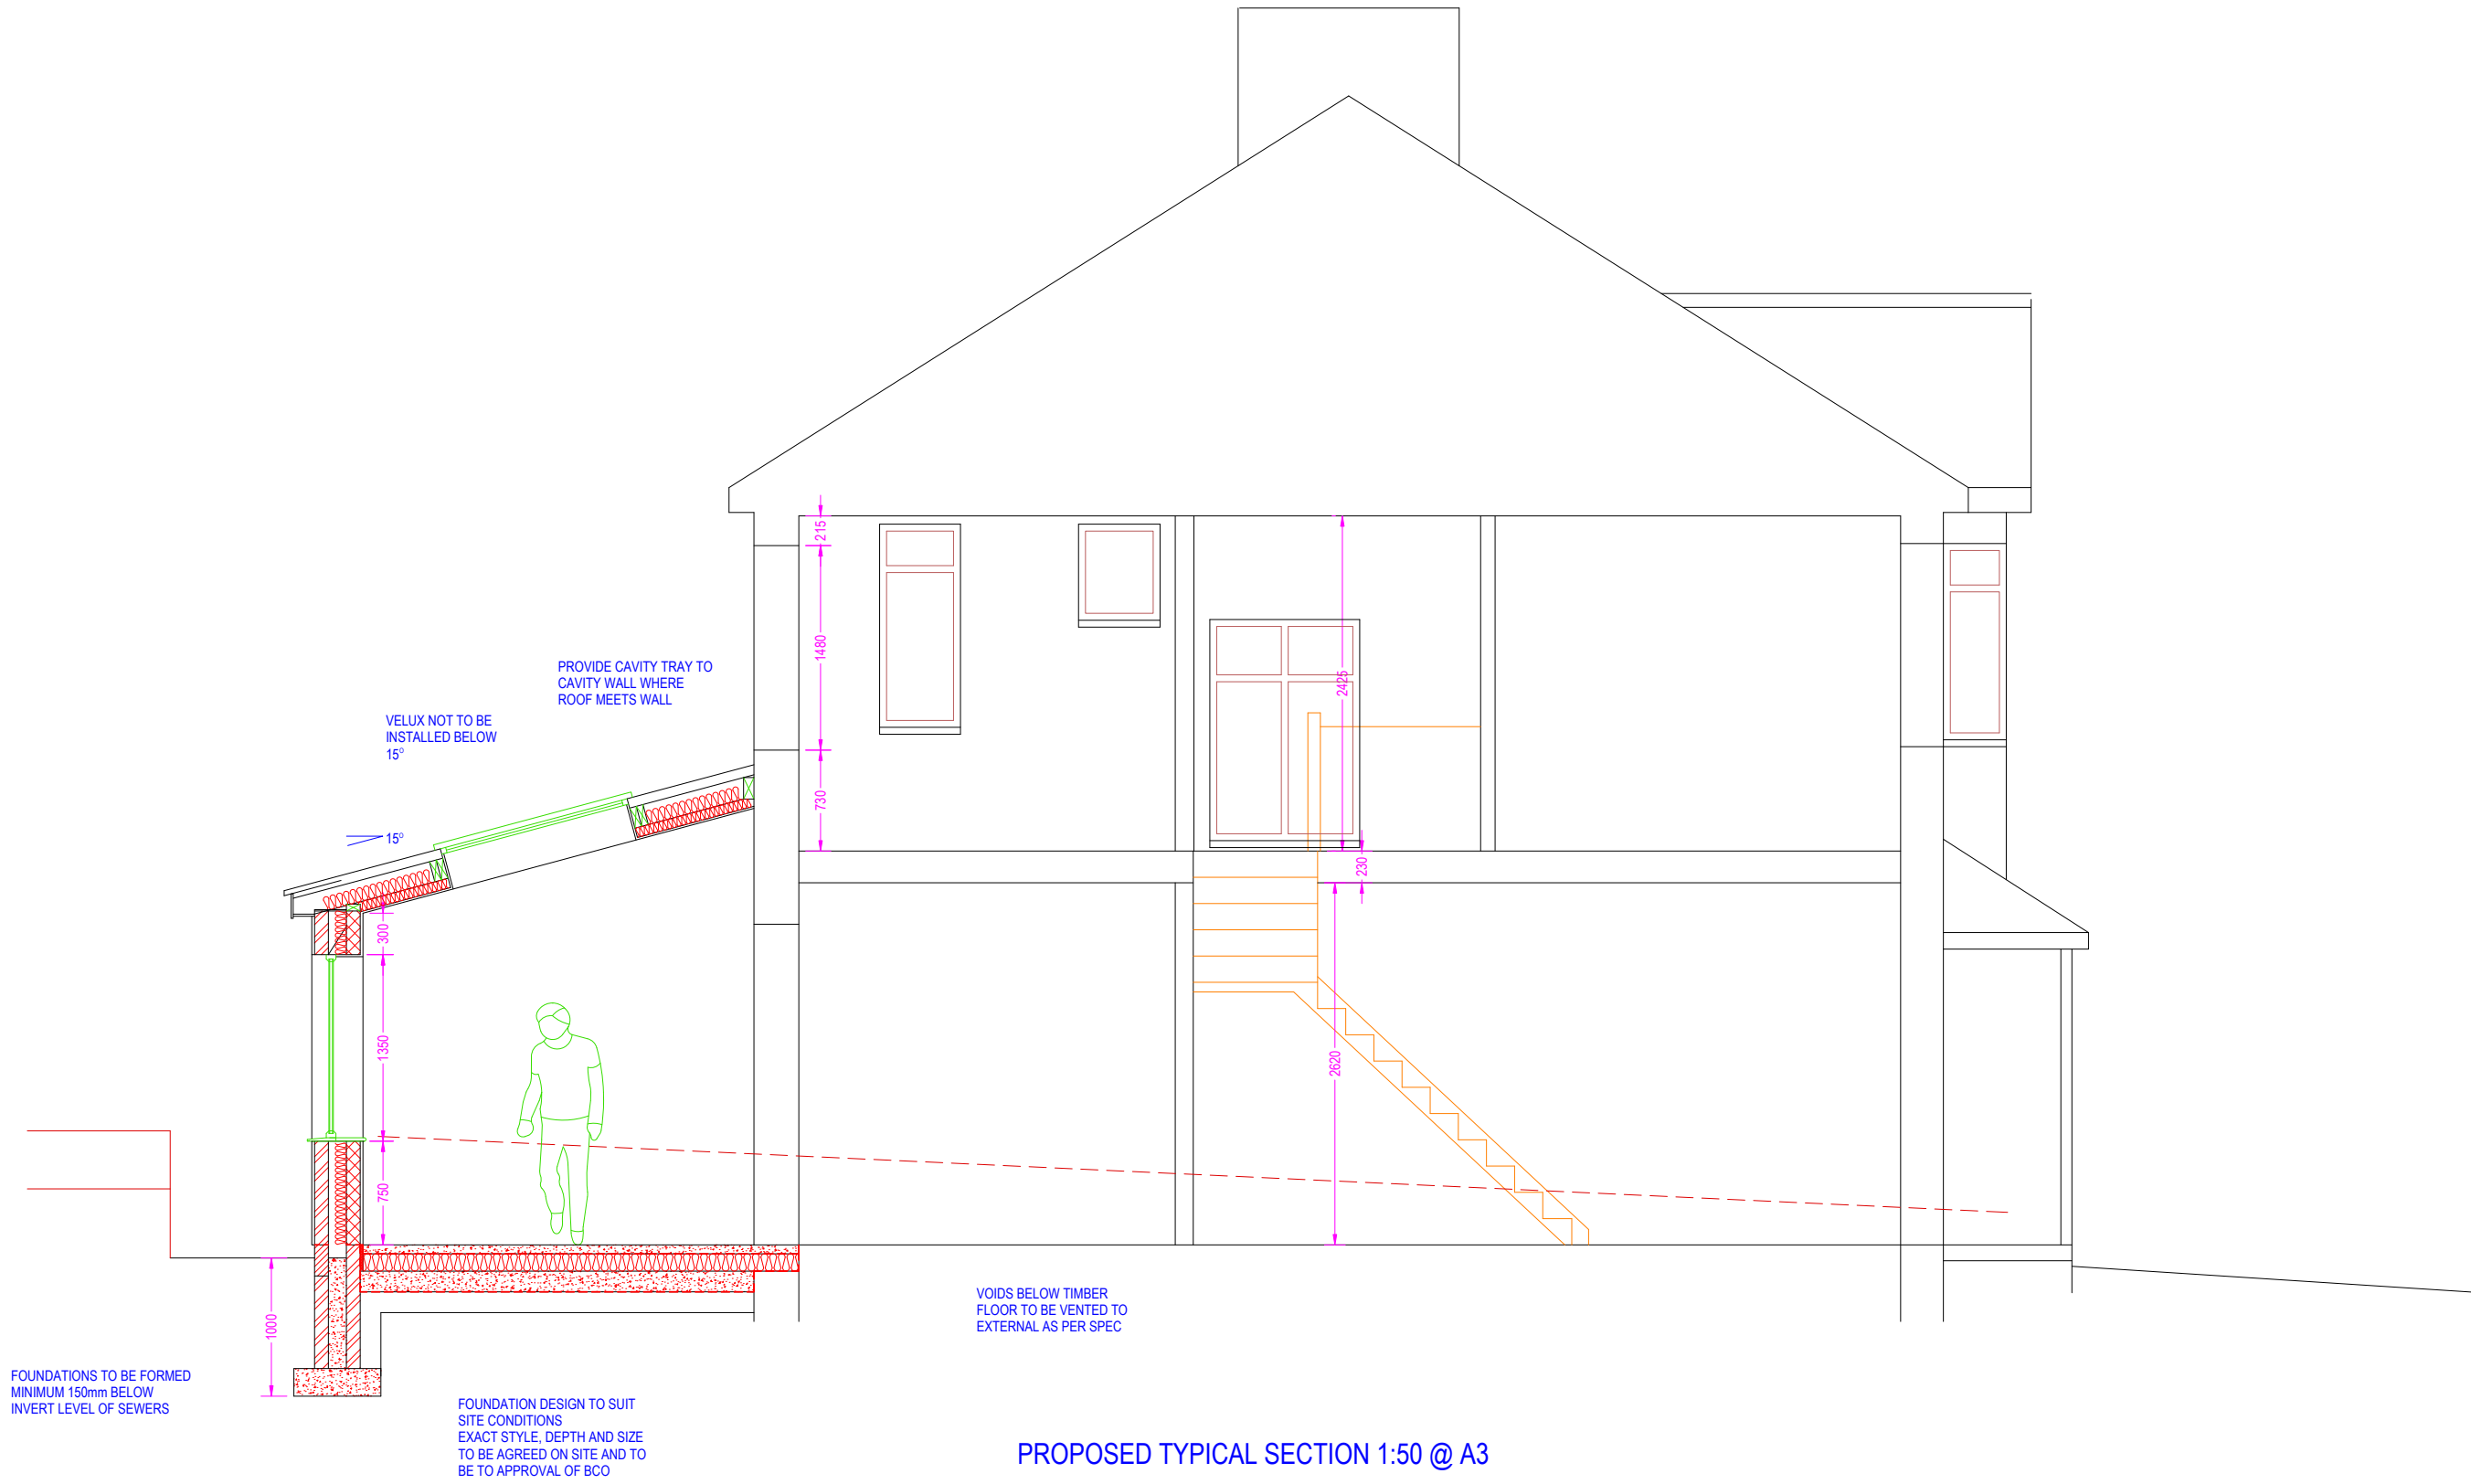 215
1480
2425
PROVIDE CAVITY TRAY TO
CAVITY WALL WHERE
ROOF MEETS WALL
VELUX NOT TO BE
INSTALLED BELOW
15°
730
15°
230
300
1350
2620
750
1000
VOIDS BELOW TIMBER
FLOOR TO BE VENTED TO
EXTERNAL AS PER SPEC
FOUNDATIONS TO BE FORMED
MINIMUM 150mm BELOW
INVERT LEVEL OF SEWERS
FOUNDATION DESIGN TO SUIT
SITE CONDITIONS
EXACT STYLE, DEPTH AND SIZE
TO BE AGREED ON SITE AND TO
BE TO APPROVAL OF BCO
PROPOSED TYPICAL SECTION 1:50 @ A3